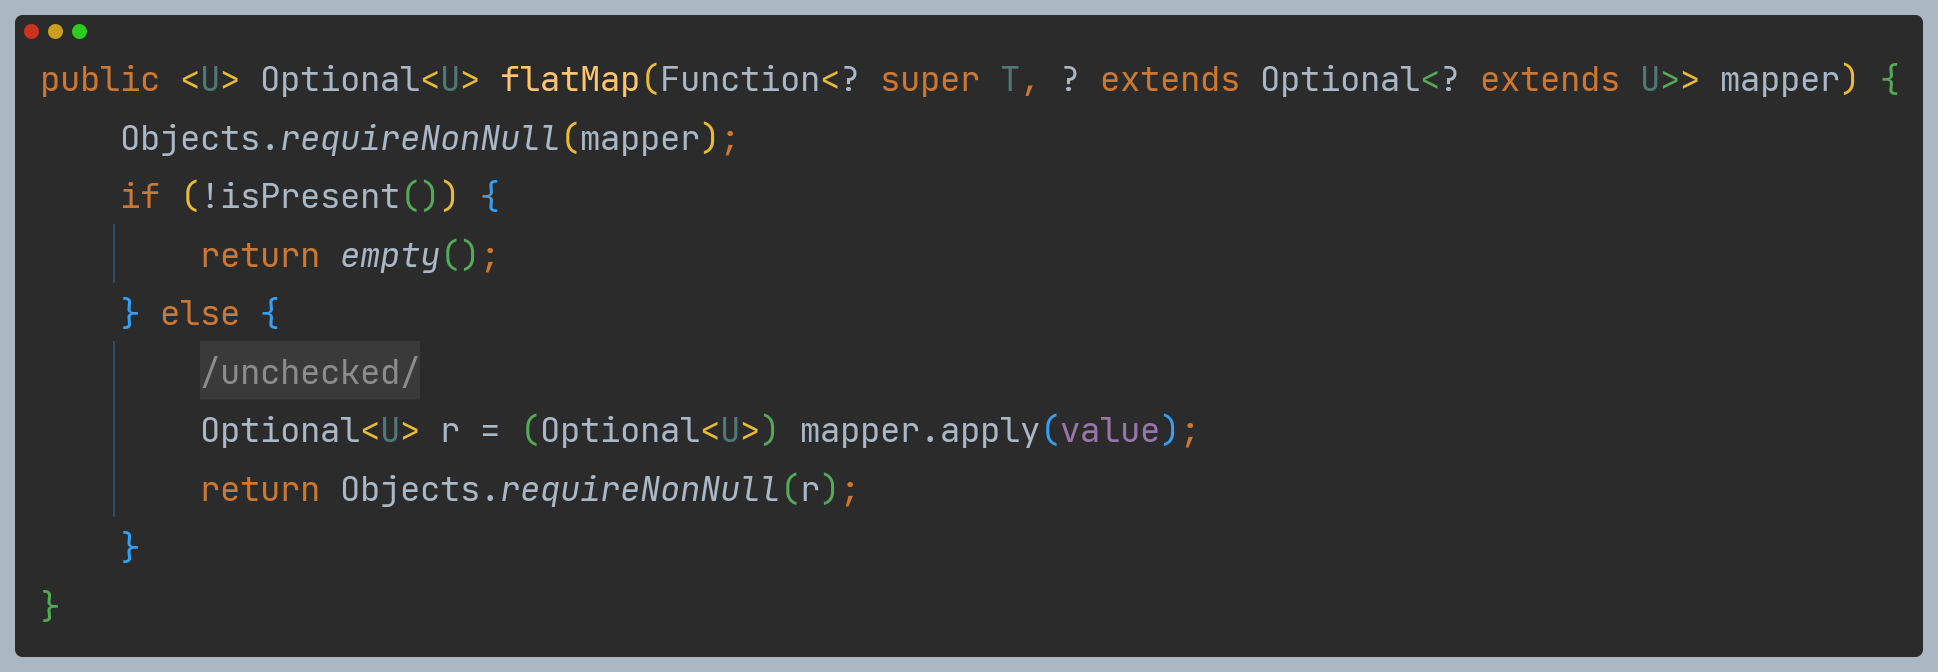 public <U> Optional<U> flatMap(Function<? super T, ? extends Optional<? extends U>> mapper) {
    Objects.requireNonNull(mapper);
    if (!isPresent()) {
        return empty();
    } else {
        /unchecked/
        Optional<U> r = (Optional<U>) mapper.apply(value);
        return Objects.requireNonNull(r);
    }
}